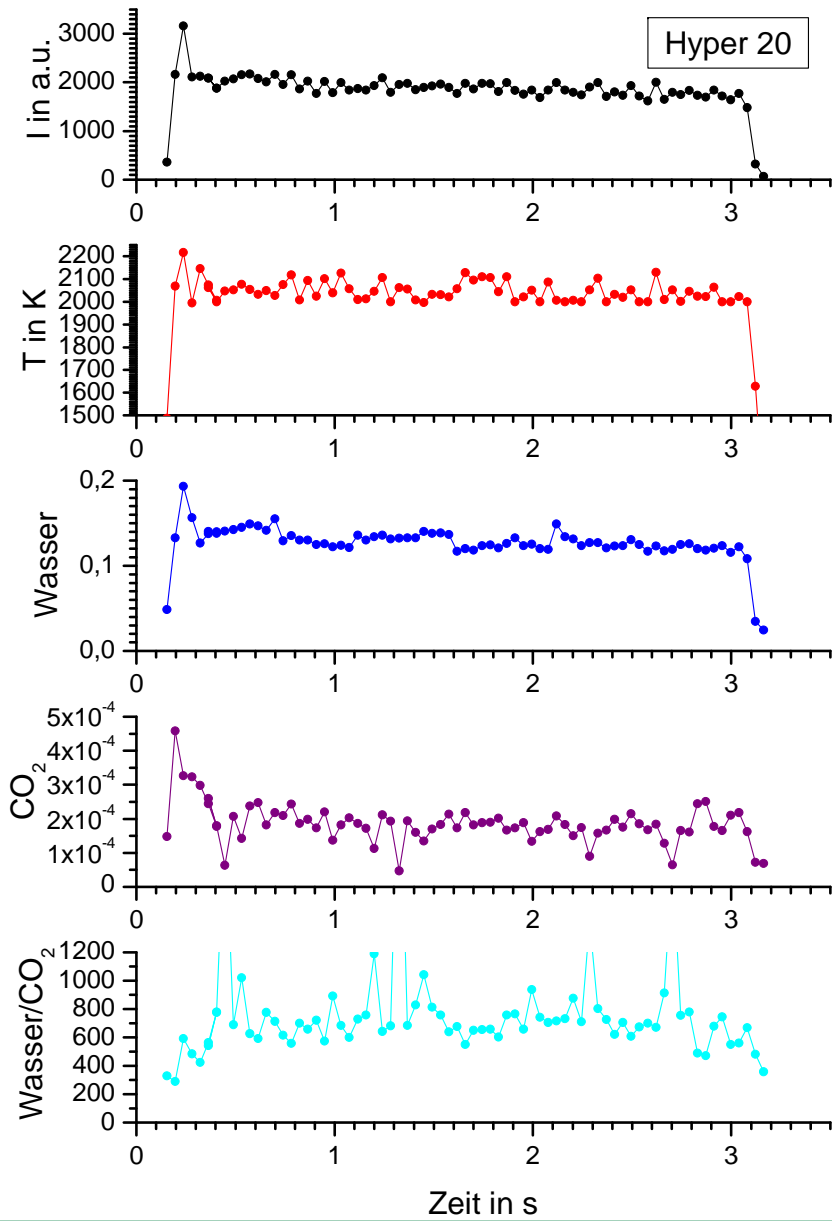 Hyper 20
I in a.u.
3000
2000
1000
0
0 1 2 3
T in K
2200
2100
2000
1900
1800
1700
1600
1500
0 1 2 3
Wasser
0,2
0,1
0,0
0 1 2 3
CO₂
5x10⁻⁴
4x10⁻⁴
3x10⁻⁴
2x10⁻⁴
1x10⁻⁴
0
0 1 2 3
Wasser/CO₂
1200
1000
800
600
400
200
0
0 1 2 3
Zeit in s